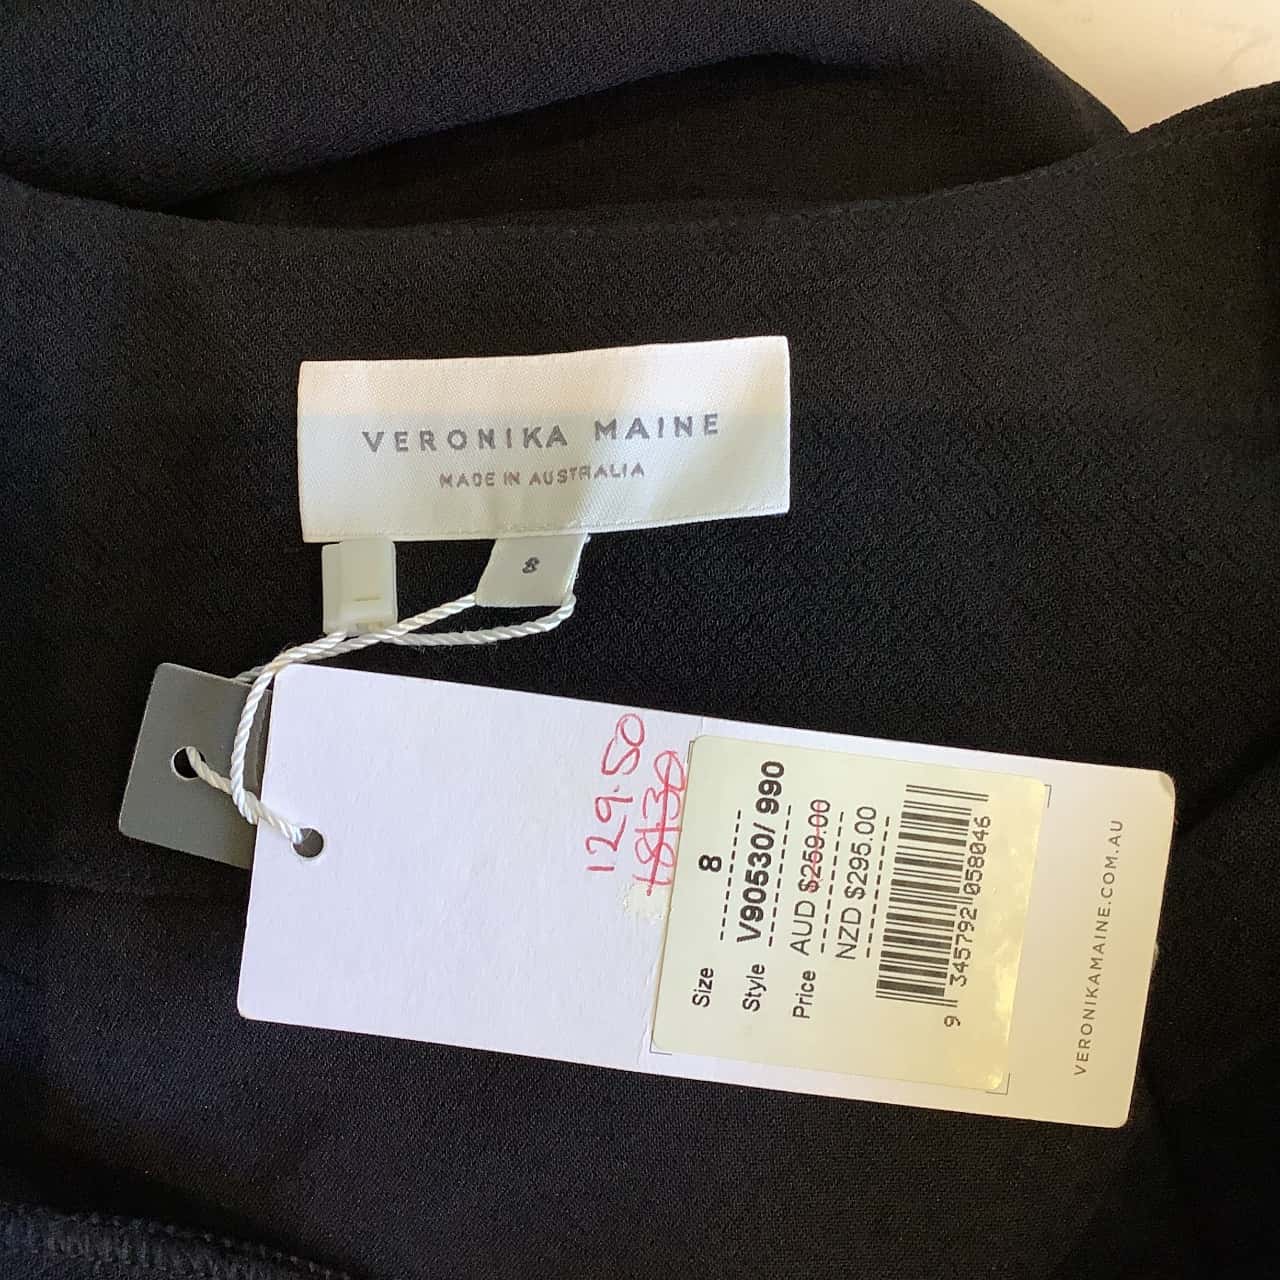 VERONIKA MAINE
MADE IN AUSTRALIA
8
129.50
Size 8
Style V90530/ 990
Price AUD $259.00
NZD $295.00
9 345792 058046
VERONIKAMAINE.COM.AU